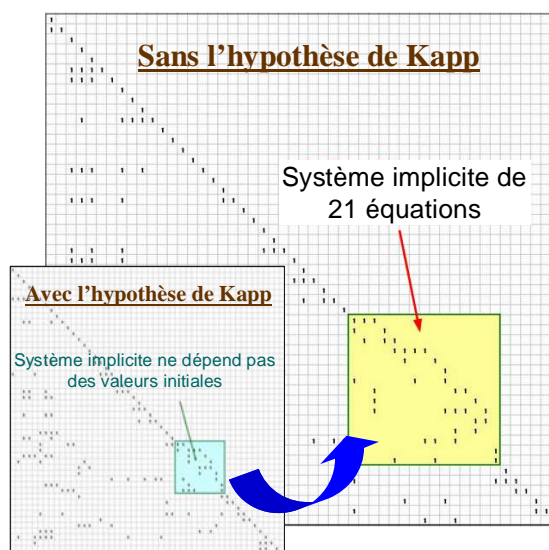 Sans l'hypothèse de Kapp
Système implicite de
21 équations
Avec l'hypothèse de Kapp
Système implicite ne dépend pas
des valeurs initiales